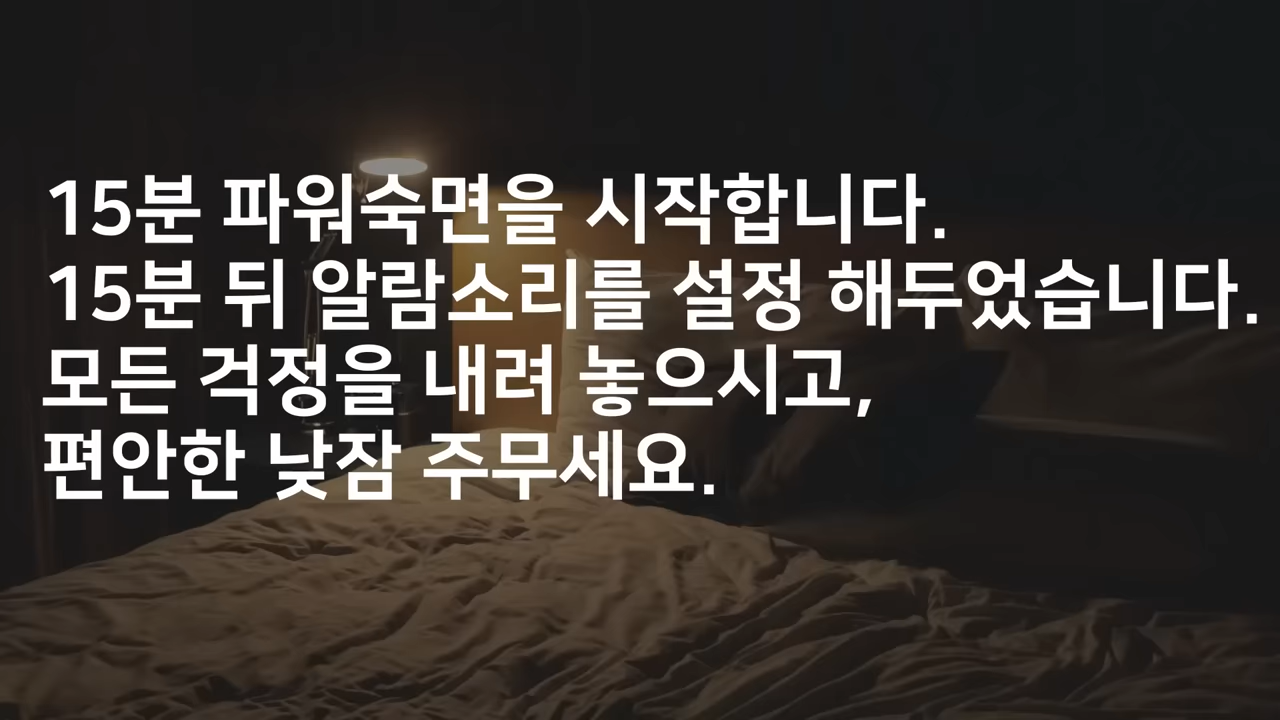 15분 파워숙면을 시작합니다.
15분 뒤 알람소리를 설정 해두었습니다.
모든 걱정을 내려 놓으시고,
편안한 낮잠 주무세요.